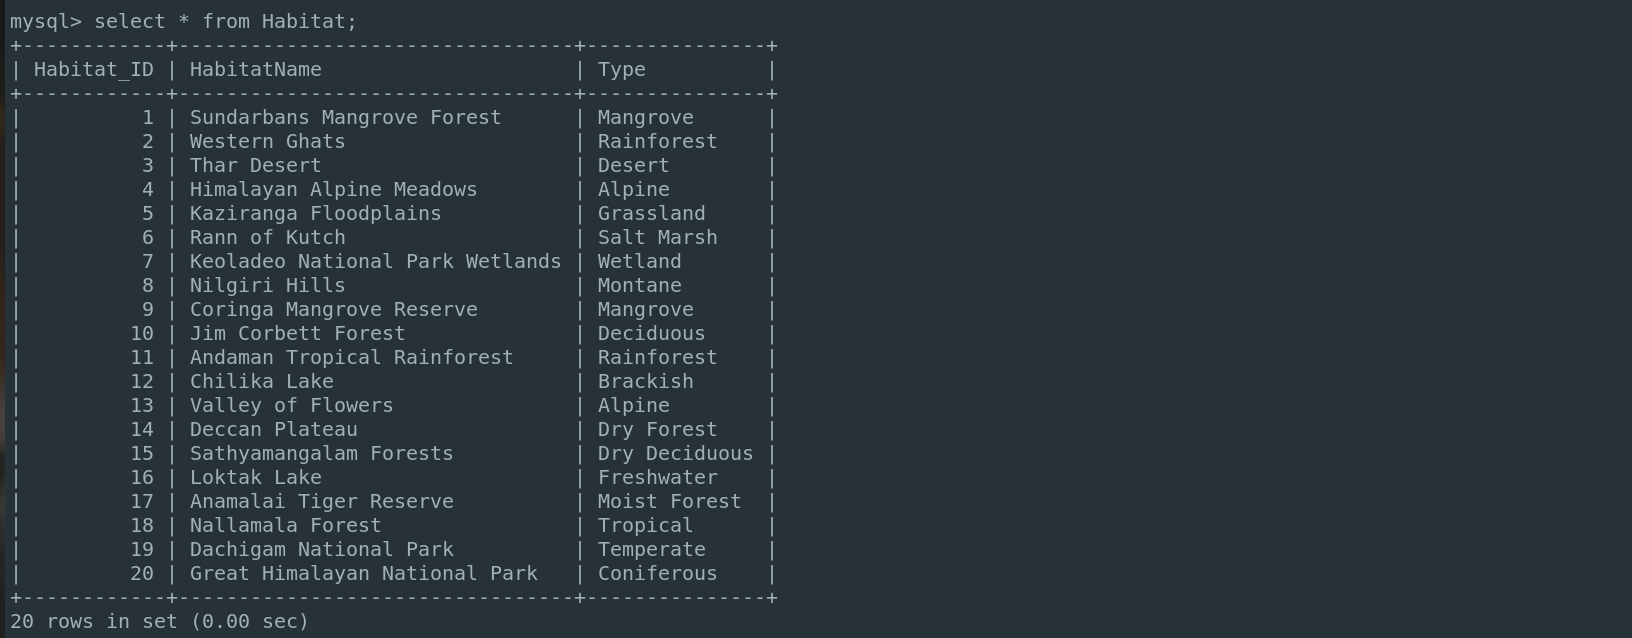 mysql> select * from Habitat;
+------------+---------------------------------+--------------+
| Habitat_ID | HabitatName                     | Type         |
+------------+---------------------------------+--------------+
|          1 | Sundarbans Mangrove Forest      | Mangrove     |
|          2 | Western Ghats                   | Rainforest   |
|          3 | Thar Desert                     | Desert       |
|          4 | Himalayan Alpine Meadows        | Alpine       |
|          5 | Kaziranga Floodplains           | Grassland    |
|          6 | Rann of Kutch                   | Salt Marsh   |
|          7 | Keoladeo National Park Wetlands | Wetland      |
|          8 | Nilgiri Hills                   | Montane      |
|          9 | Coringa Mangrove Reserve        | Mangrove     |
|         10 | Jim Corbett Forest              | Deciduous    |
|         11 | Andaman Tropical Rainforest     | Rainforest   |
|         12 | Chilika Lake                    | Brackish     |
|         13 | Valley of Flowers               | Alpine       |
|         14 | Deccan Plateau                  | Dry Forest   |
|         15 | Sathyamangalam Forests          | Dry Deciduous |
|         16 | Loktak Lake                     | Freshwater   |
|         17 | Anamalai Tiger Reserve          | Moist Forest |
|         18 | Nallamala Forest                | Tropical     |
|         19 | Dachigam National Park          | Temperate    |
|         20 | Great Himalayan National Park   | Coniferous   |
+------------+---------------------------------+--------------+
20 rows in set (0.00 sec)